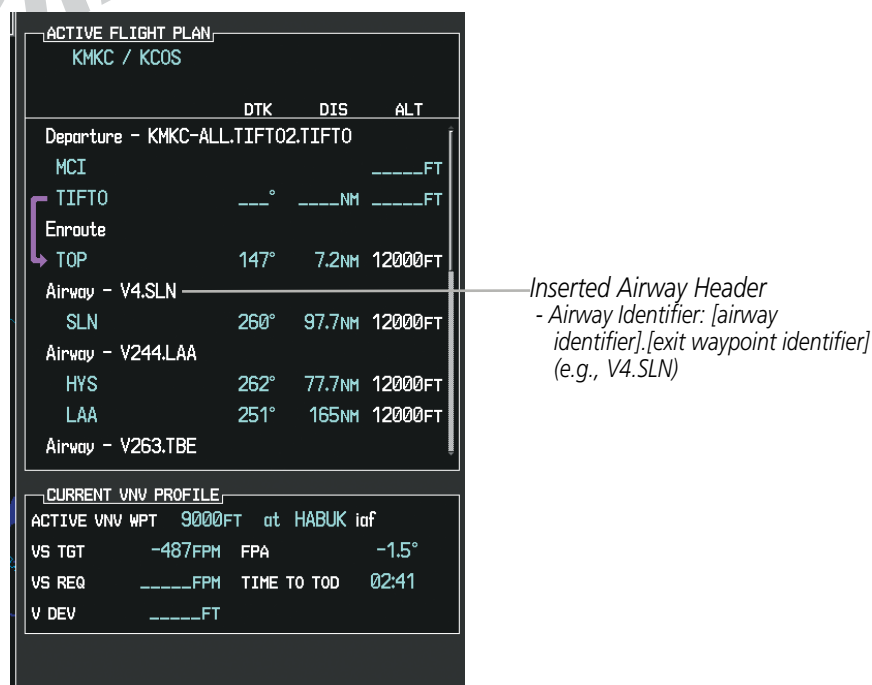 ACTIVE FLIGHT PLAN
KMKC / KCOS
DTK DIS ALT
Departure - KMKC-ALL.TIFTO2.TIFTO
MCI _____FT
TIFTO ___° ____NM _____FT
Enroute
TOP 147° 7.2NM 12000FT
Airway - V4.SLN
SLN 260° 97.7NM 12000FT
Airway - V244.LAA
HYS 262° 77.7NM 12000FT
LAA 251° 165NM 12000FT
Airway - V263.TBE
Inserted Airway Header
- Airway Identifier: [airway
identifier].[exit waypoint identifier]
(e.g., V4.SLN)
CURRENT VNV PROFILE
ACTIVE VNV WPT 9000FT at HABUK iaf
VS TGT -487FPM FPA -1.5°
VS REQ _____FPM TIME TO TOD 02:41
V DEV _____FT